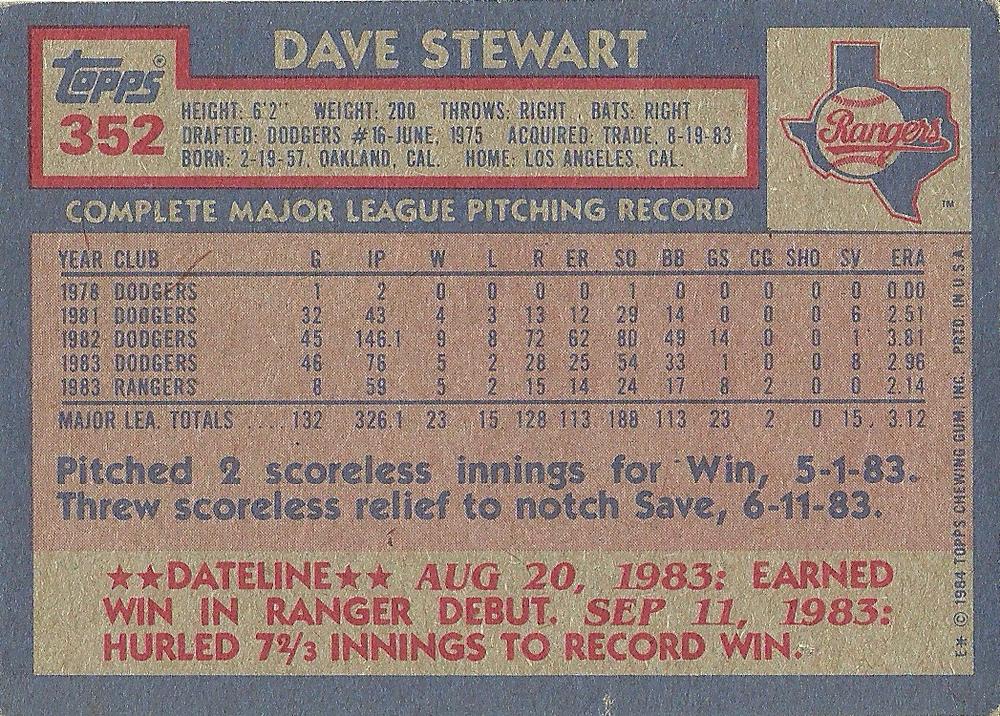 DAVE STEWART
Topps®
352
HEIGHT: 6'2" WEIGHT: 200 THROWS: RIGHT BATS: RIGHT
DRAFTED: DODGERS #16-JUNE, 1975 ACQUIRED: TRADE, 8-19-83
BORN: 2-19-57, OAKLAND, CAL. HOME: LOS ANGELES, CAL.
Rangers
TM
COMPLETE MAJOR LEAGUE PITCHING RECORD
YEAR CLUB G IP W L R ER SO BB GS CG SHO SV ERA
1978 DODGERS 1 2 0 0 0 0 1 0 0 0 0 0 0.00
1981 DODGERS 32 43 4 3 13 12 29 14 0 0 0 6 2.51
1982 DODGERS 45 146.1 9 8 72 62 80 49 14 0 0 1 3.81
1983 DODGERS 46 76 5 2 28 25 54 33 1 0 0 8 2.96
1983 RANGERS 8 59 5 2 15 14 24 17 8 2 0 0 2.14
MAJOR LEA. TOTALS .... 132 326.1 23 15 128 113 188 113 23 2 0 15 3.12
Pitched 2 scoreless innings for Win, 5-1-83.
Threw scoreless relief to notch Save, 6-11-83.
★★DATELINE★★ AUG 20, 1983: EARNED
WIN IN RANGER DEBUT. SEP 11, 1983:
HURLED 7⅔ INNINGS TO RECORD WIN.
E* © 1984 TOPPS CHEWING GUM, INC. PRTD. IN U.S.A.